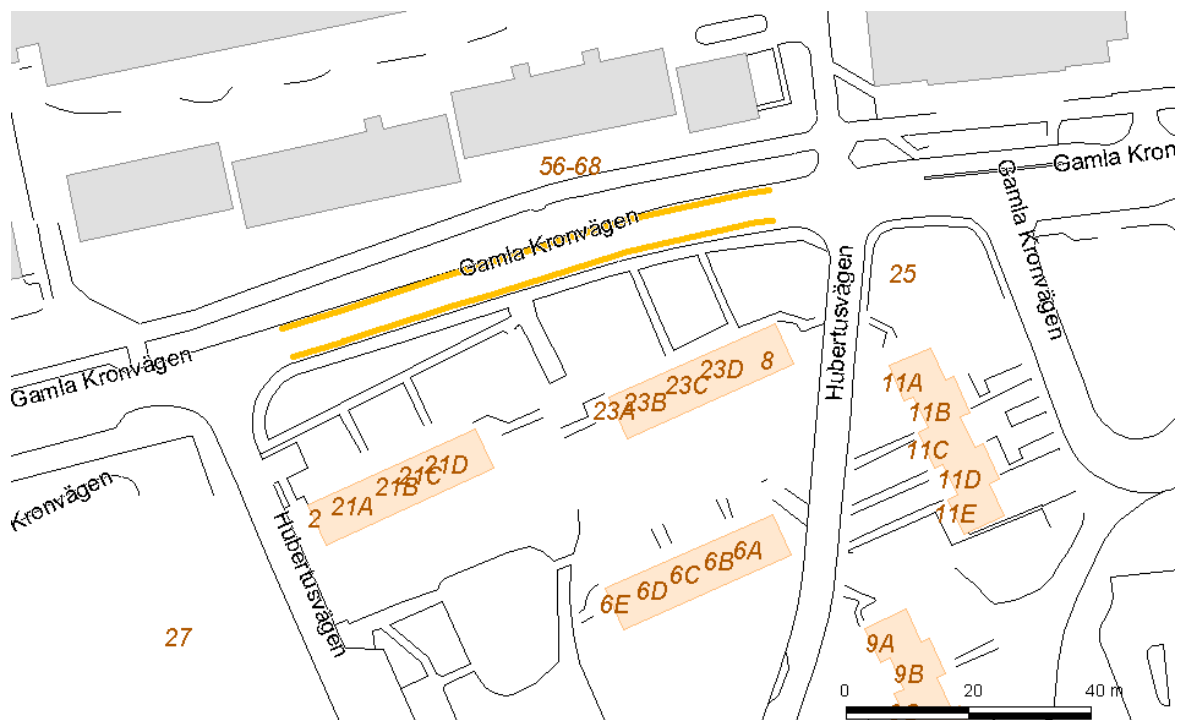 56-68
Gamla Kronvägen
Gamla Kron
Gamla Kronvägen
Gamla Kronvägen
Hubertusvägen
25
23A
23B
23C
23D
8
11A
11B
11C
11D
11E
2
21A
21B
21C
21D
Kronvägen
Hubertusvägen
6E
6D
6C
6B
6A
27
9A
9B
0
20
40 m